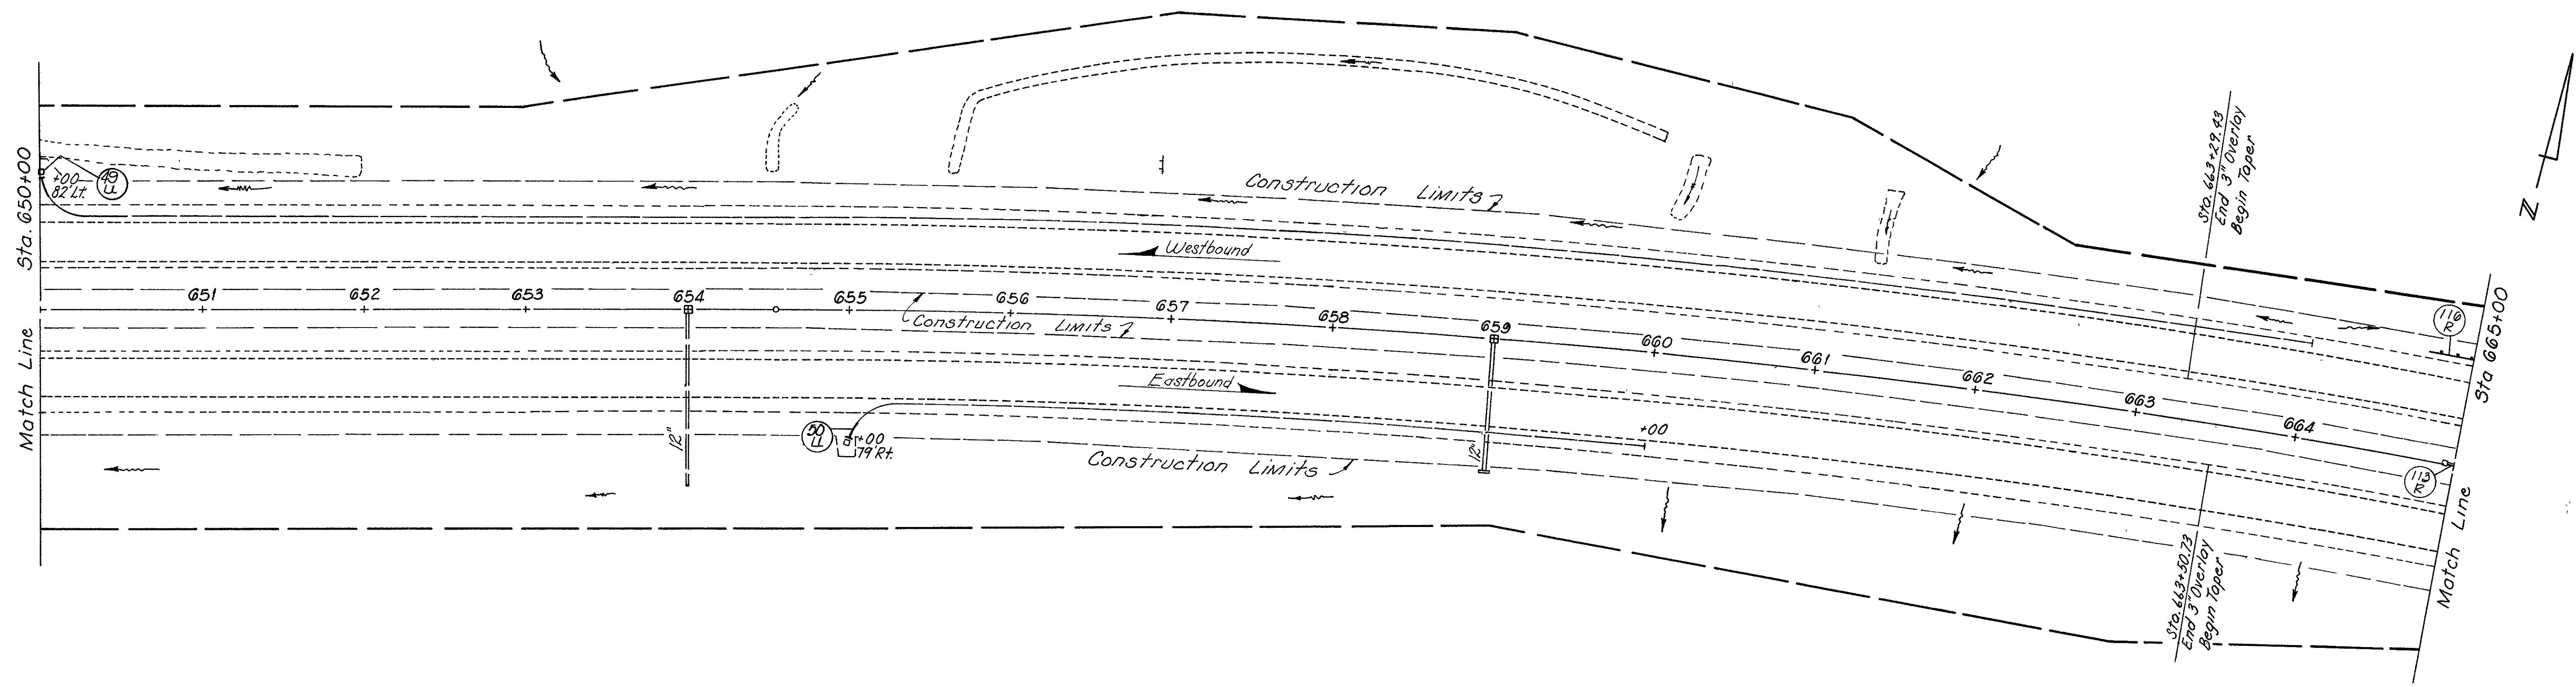 Sta. 650+00
Match Line
+00
82' Lt.
49
LL
Construction Limits
Westbound
651
652
653
654
655
656
657
658
659
660
661
662
663
664
Construction Limits
Eastbound
12"
50
LL
+00
79' Rt.
Construction Limits
12"
+00
Sta. 663+29.43
End 3" Overlay
Begin Taper
Sta. 663+50.73
End 3" Overlay
Begin Taper
116
R
113
R
Sta 665+00
Match Line
N